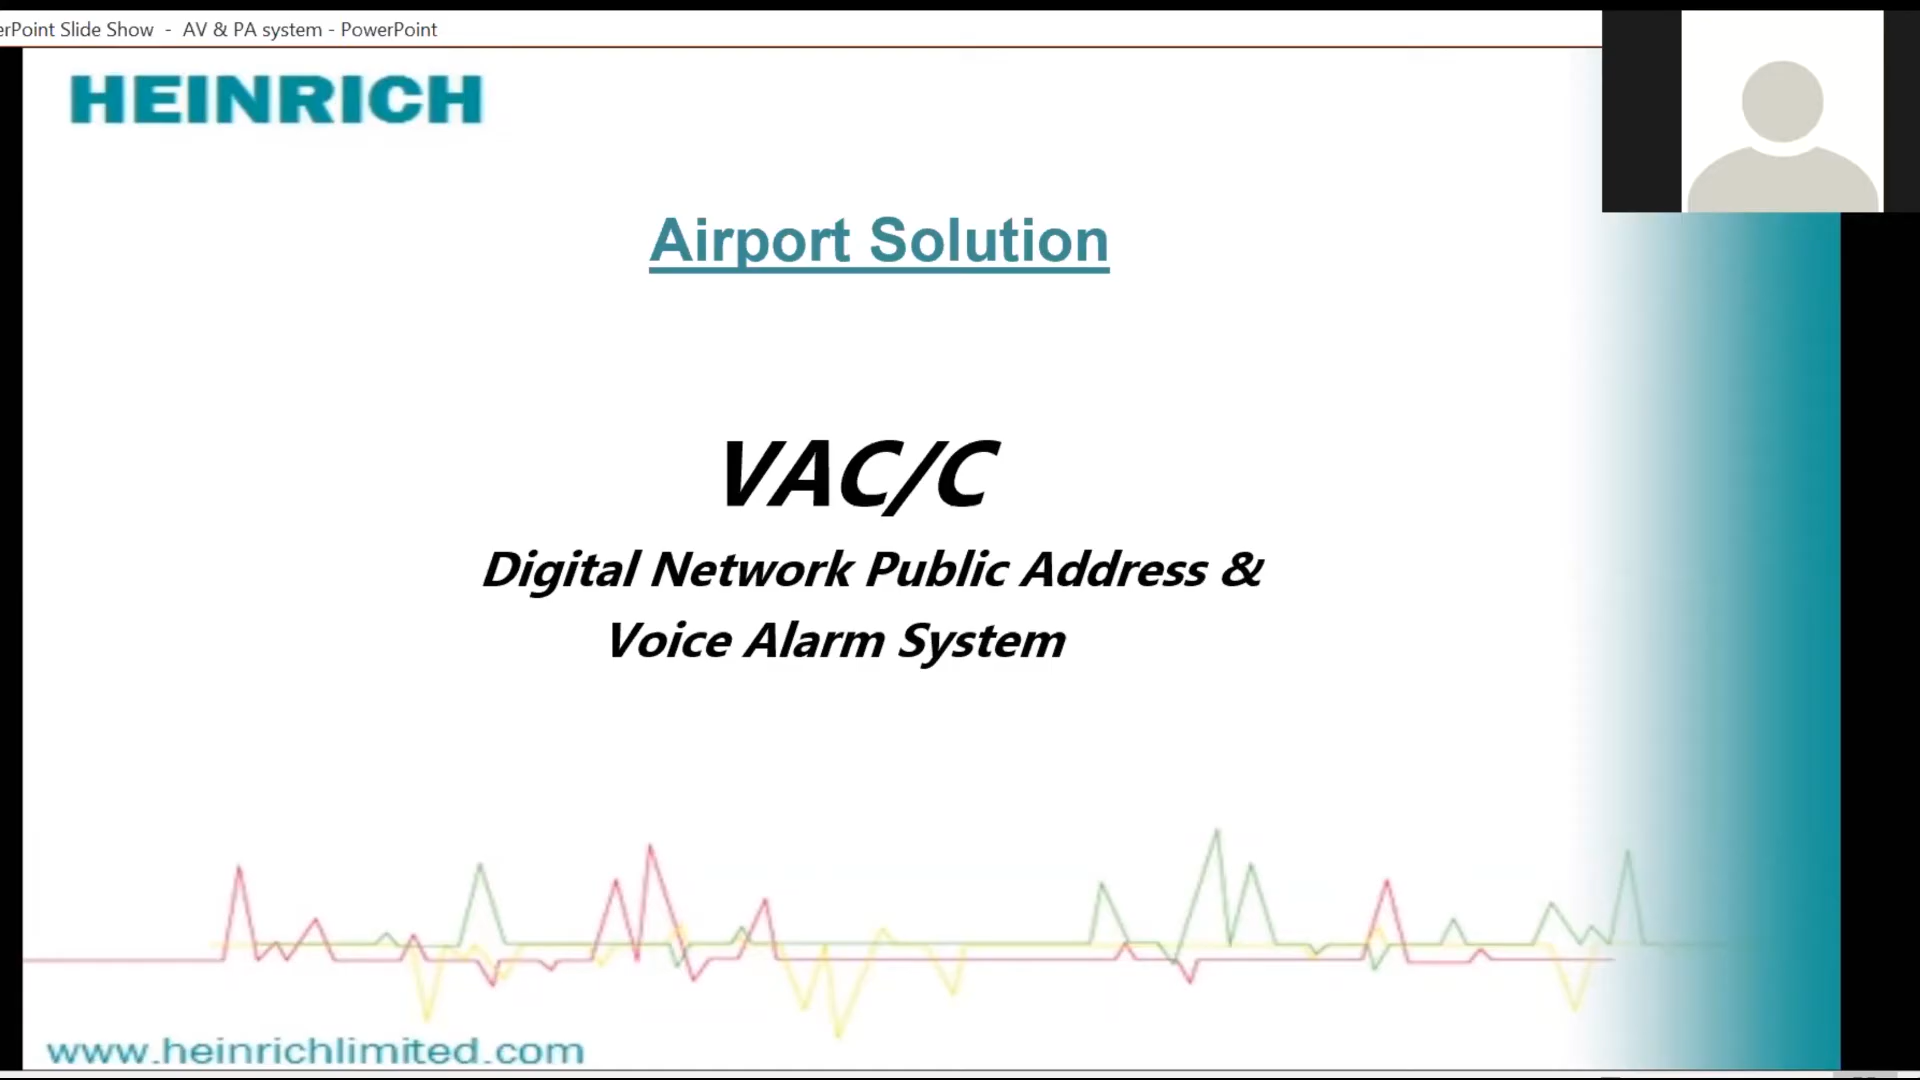 erPoint Slide Show - AV & PA system - PowerPoint
HEINRICH
Airport Solution
VAC/C
Digital Network Public Address &
Voice Alarm System
www.heinrichlimited.com